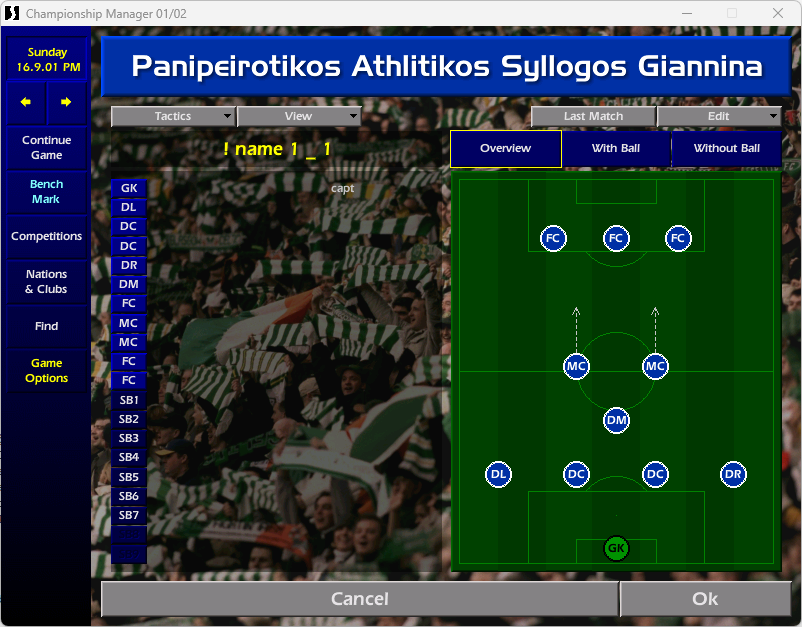 Championship Manager 01/02
Sunday
16.9.01 PM
Continue
Game
Bench
Mark
Competitions
Nations
& Clubs
Find
Game
Options
Panipeirotikos Athlitikos Syllogos Giannina
Tactics
View
Last Match
Edit
! name 1 _ 1
Overview
With Ball
Without Ball
GK capt
DL
DC
DC
DR
DM
FC
MC
MC
FC
FC
SB1
SB2
SB3
SB4
SB5
SB6
SB7
FC FC FC
MC MC
DM
DL DC DC DR
GK
Cancel
Ok